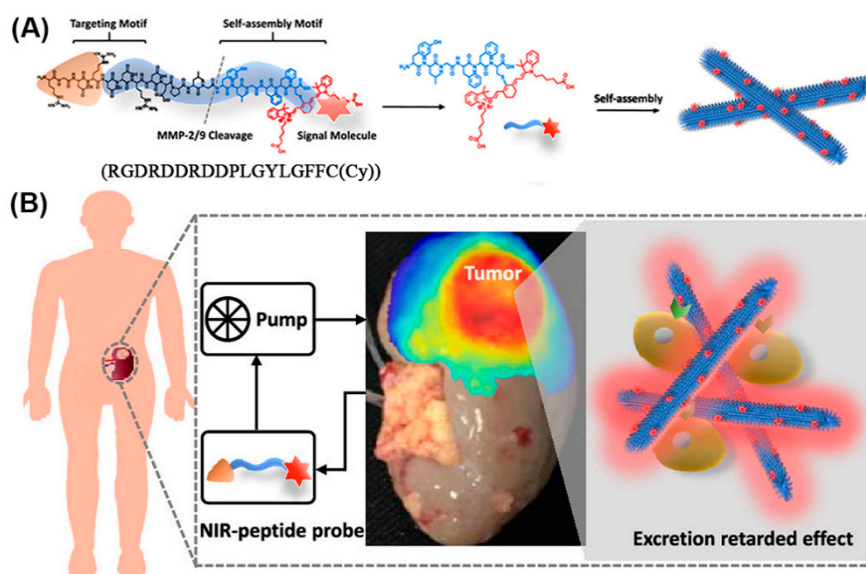 (A)
Targeting Motif
Self-assembly Motif
MMP-2/9 Cleavage
Signal Molecule
Self-assembly
(RGDRDDRDDPLGYLGFFC(Cy))
(B)
Pump
NIR-peptide probe
Tumor
Excretion retarded effect